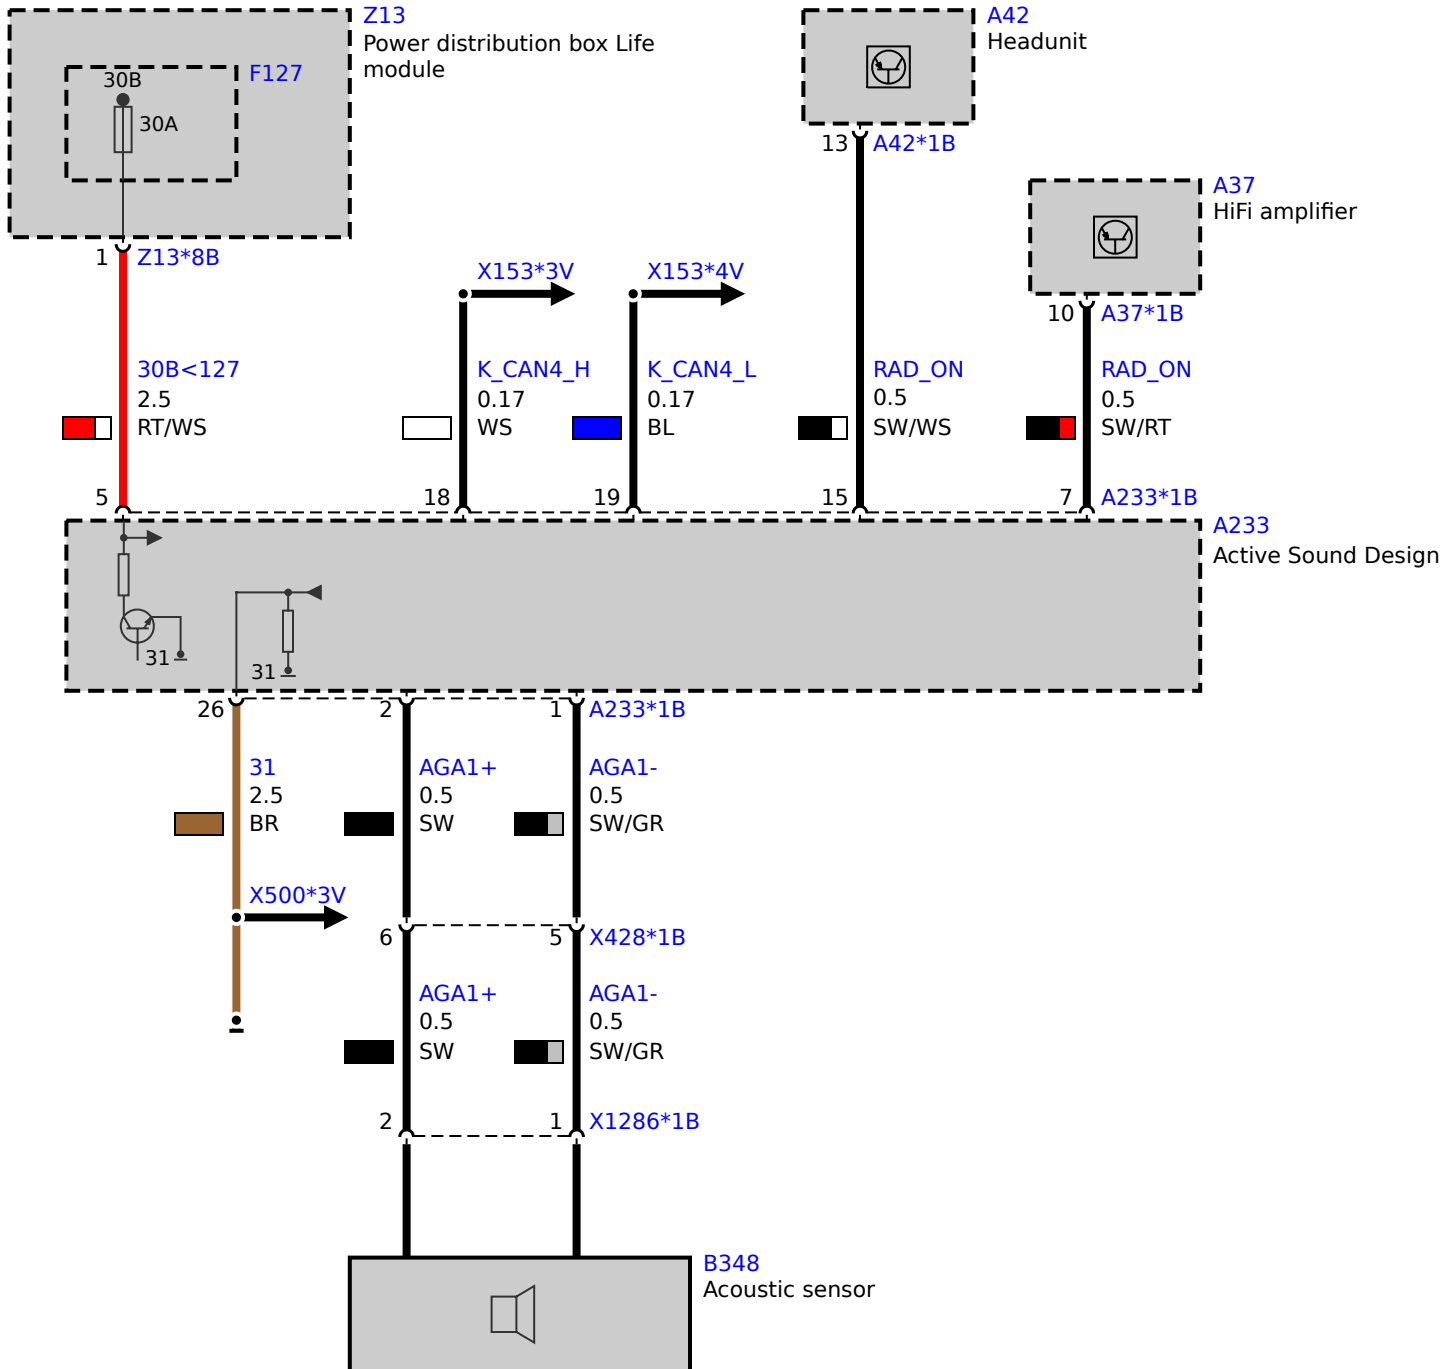 Z13
Power distribution box Life
module
F127
30B
30A
1
Z13*8B
A42
Headunit
13
A42*1B
A37
HiFi amplifier
10
A37*1B
X153*3V
X153*4V
30B<127
2.5
RT/WS
K_CAN4_H
0.17
WS
K_CAN4_L
0.17
BL
RAD_ON
0.5
SW/WS
RAD_ON
0.5
SW/RT
5
18
19
15
7
A233*1B
A233
Active Sound Design
31
31
26
2
1
A233*1B
31
2.5
BR
AGA1+
0.5
SW
AGA1-
0.5
SW/GR
X500*3V
6
5
X428*1B
AGA1+
0.5
SW
AGA1-
0.5
SW/GR
2
1
X1286*1B
B348
Acoustic sensor